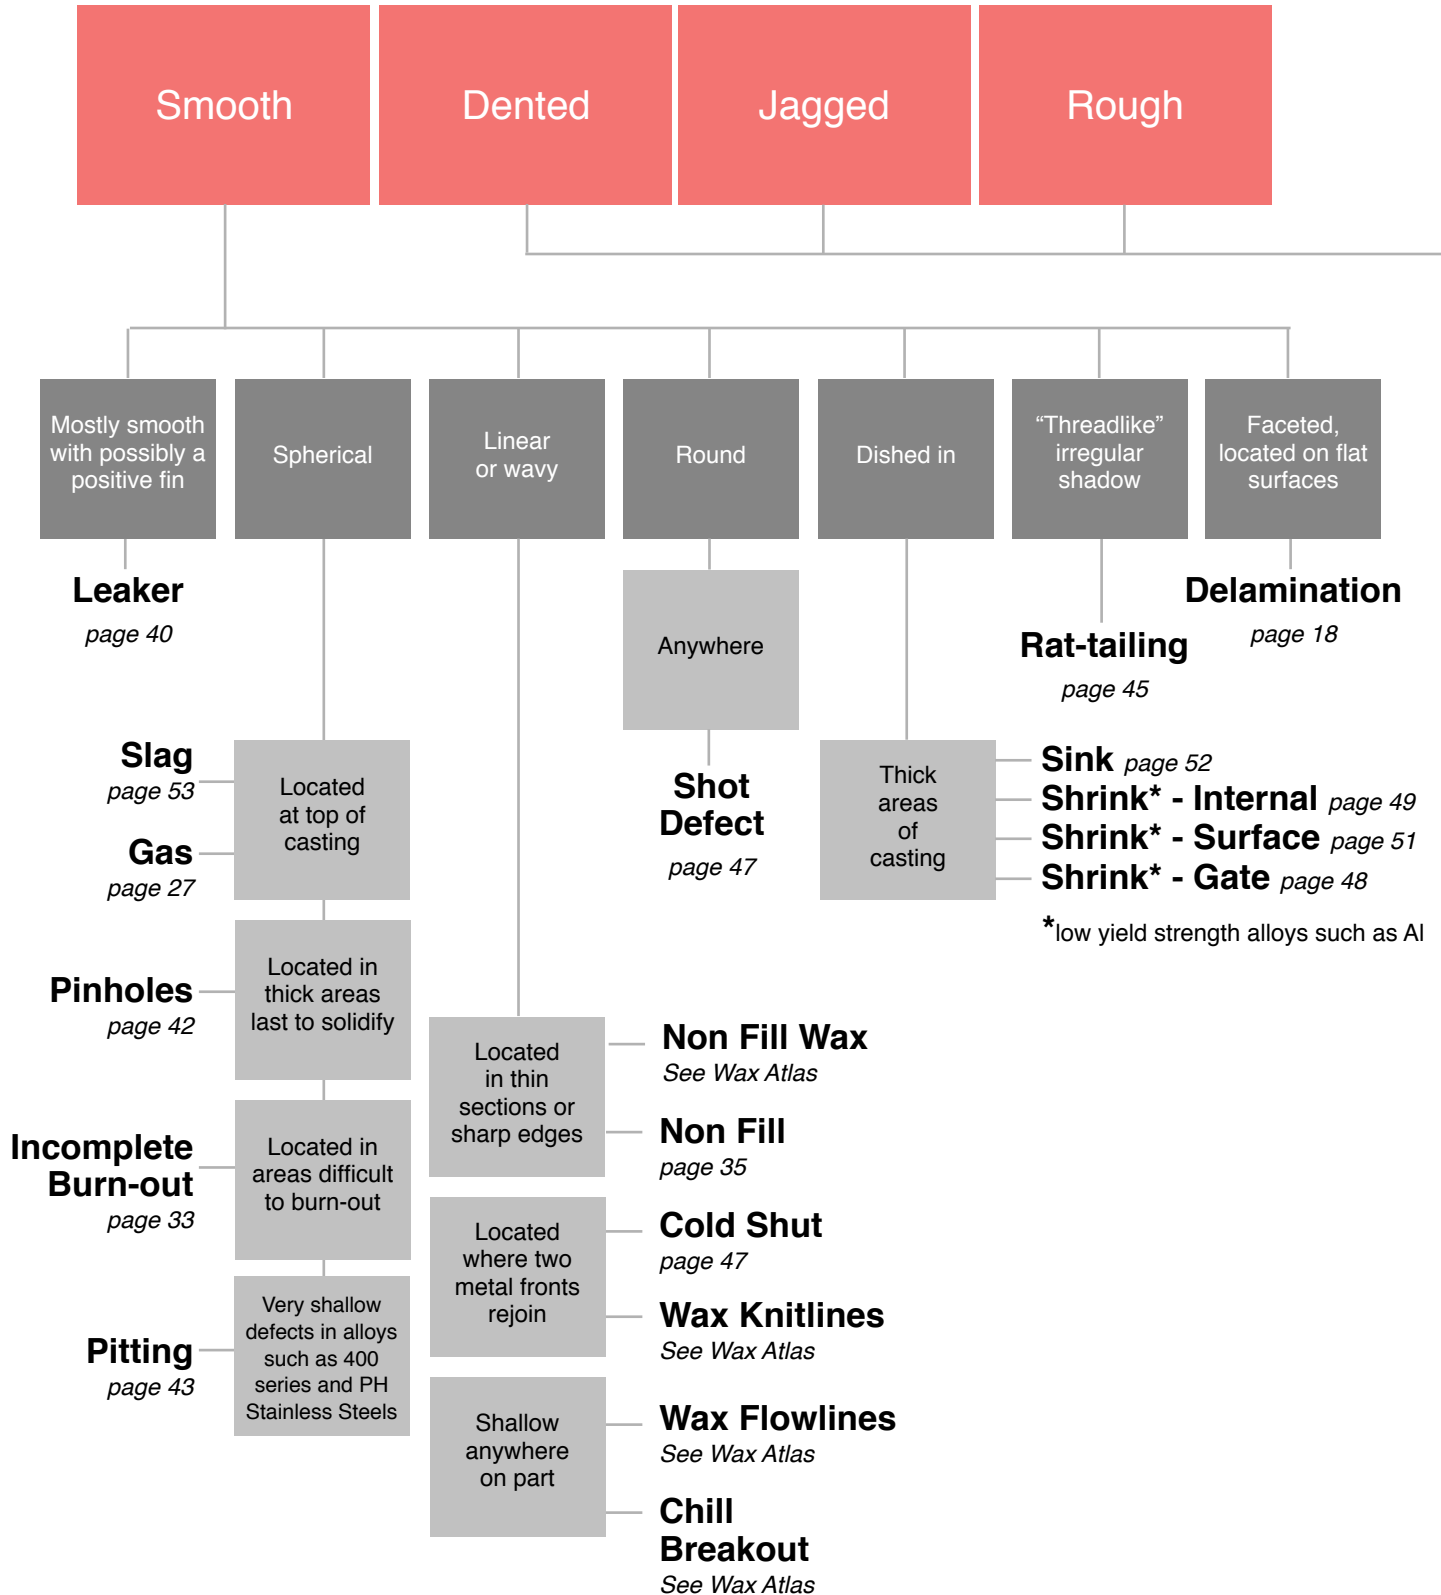 Smooth
Dented
Jagged
Rough
Mostly smooth
with possibly a
positive fin
Spherical
Linear
or wavy
Round
Dished in
“Threadlike”
irregular
shadow
Faceted,
located on flat
surfaces
Leaker
page 40
Anywhere
Delamination
page 18
Rat-tailing
page 45
Slag
page 53
Gas
page 27
Located
at top of
casting
Shot
Defect
page 47
Thick
areas
of
casting
Sink page 52
Shrink* - Internal page 49
Shrink* - Surface page 51
Shrink* - Gate page 48
*low yield strength alloys such as Al
Pinholes
page 42
Located in
thick areas
last to solidify
Located
in thin
sections or
sharp edges
Non Fill Wax
See Wax Atlas
Non Fill
page 35
Incomplete
Burn-out
page 33
Located in
areas difficult
to burn-out
Located
where two
metal fronts
rejoin
Cold Shut
page 47
Wax Knitlines
See Wax Atlas
Pitting
page 43
Very shallow
defects in alloys
such as 400
series and PH
Stainless Steels
Shallow
anywhere
on part
Wax Flowlines
See Wax Atlas
Chill
Breakout
See Wax Atlas